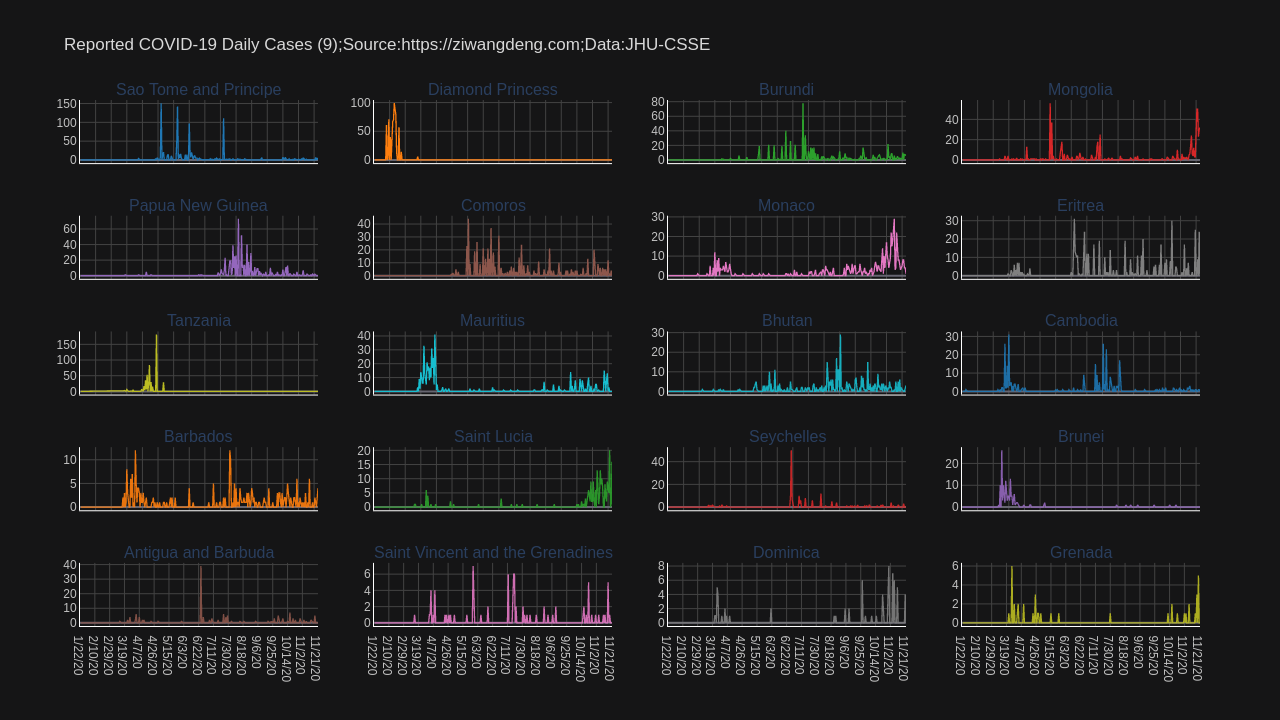 Reported COVID-19 Daily Cases (9);Source:https://ziwangdeng.com;Data:JHU-CSSE
Sao Tome and Principe Diamond Princess Burundi Mongolia
150 100 50 0
100 50 0
80 60 40 20 0
40 20 0
Papua New Guinea Comoros Monaco Eritrea
60 40 20 0
40 30 20 10 0
30 20 10 0
30 20 10 0
Tanzania Mauritius Bhutan Cambodia
150 100 50 0
40 30 20 10 0
30 20 10 0
30 20 10 0
Barbados Saint Lucia Seychelles Brunei
10 5 0
20 15 10 5 0
40 20 0
20 10 0
Antigua and Barbuda Saint Vincent and the Grenadines Dominica Grenada
40 30 20 10 0
6 4 2 0
8 6 4 2 0
6 4 2 0
1/22/20 2/10/20 2/29/20 3/19/20 4/7/20 4/26/20 5/15/20 6/3/20 6/22/20 7/11/20 7/30/20 8/18/20 9/6/20 9/25/20 10/14/20 11/2/20 11/21/20
1/22/20 2/10/20 2/29/20 3/19/20 4/7/20 4/26/20 5/15/20 6/3/20 6/22/20 7/11/20 7/30/20 8/18/20 9/6/20 9/25/20 10/14/20 11/2/20 11/21/20
1/22/20 2/10/20 2/29/20 3/19/20 4/7/20 4/26/20 5/15/20 6/3/20 6/22/20 7/11/20 7/30/20 8/18/20 9/6/20 9/25/20 10/14/20 11/2/20 11/21/20
1/22/20 2/10/20 2/29/20 3/19/20 4/7/20 4/26/20 5/15/20 6/3/20 6/22/20 7/11/20 7/30/20 8/18/20 9/6/20 9/25/20 10/14/20 11/2/20 11/21/20